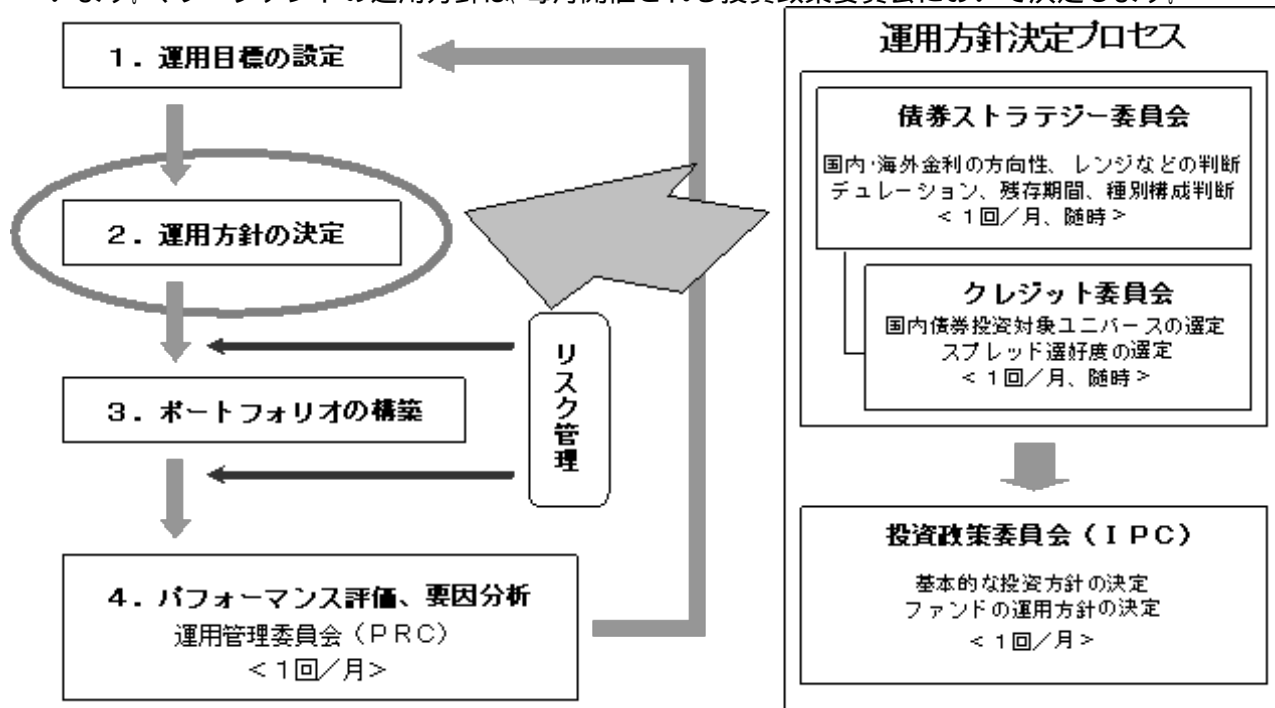 運用方針決定プロセス
1．運用目標の設定
2．運用方針の決定
3．ポートフォリオの構築
4．パフォーマンス評価、要因分析
運用管理委員会（ＰＲＣ）
＜1回／月＞
リスク管理
債券ストラテジー委員会
国内・海外金利の方向性、レンジなどの判断
デュレーション、残存期間、種別構成判断
＜1回／月、随時＞
クレジット委員会
国内債券投資対象ユニバースの選定
スプレッド選好度の選定
＜1回／月、随時＞
投資政策委員会（ＩＰＣ）
基本的な投資方針の決定
ファンドの運用方針の決定
＜1回／月＞